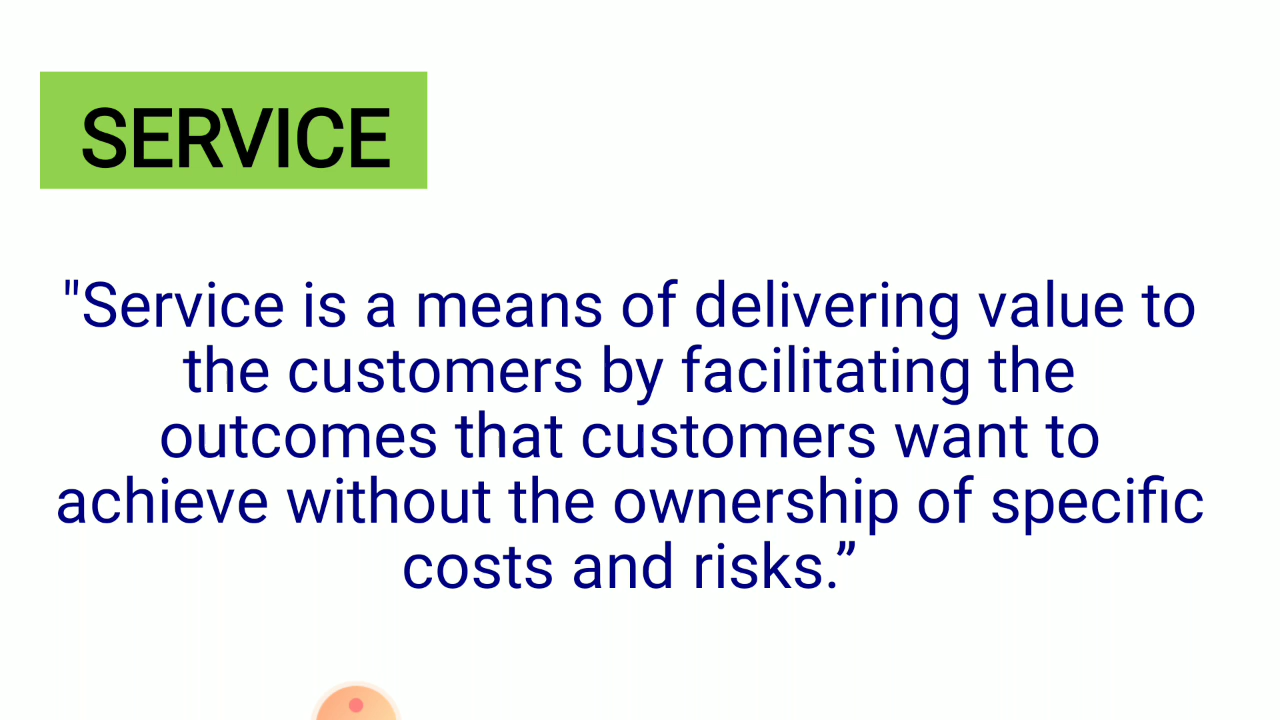 SERVICE
"Service is a means of delivering value to
the customers by facilitating the
outcomes that customers want to
achieve without the ownership of specific
costs and risks.”